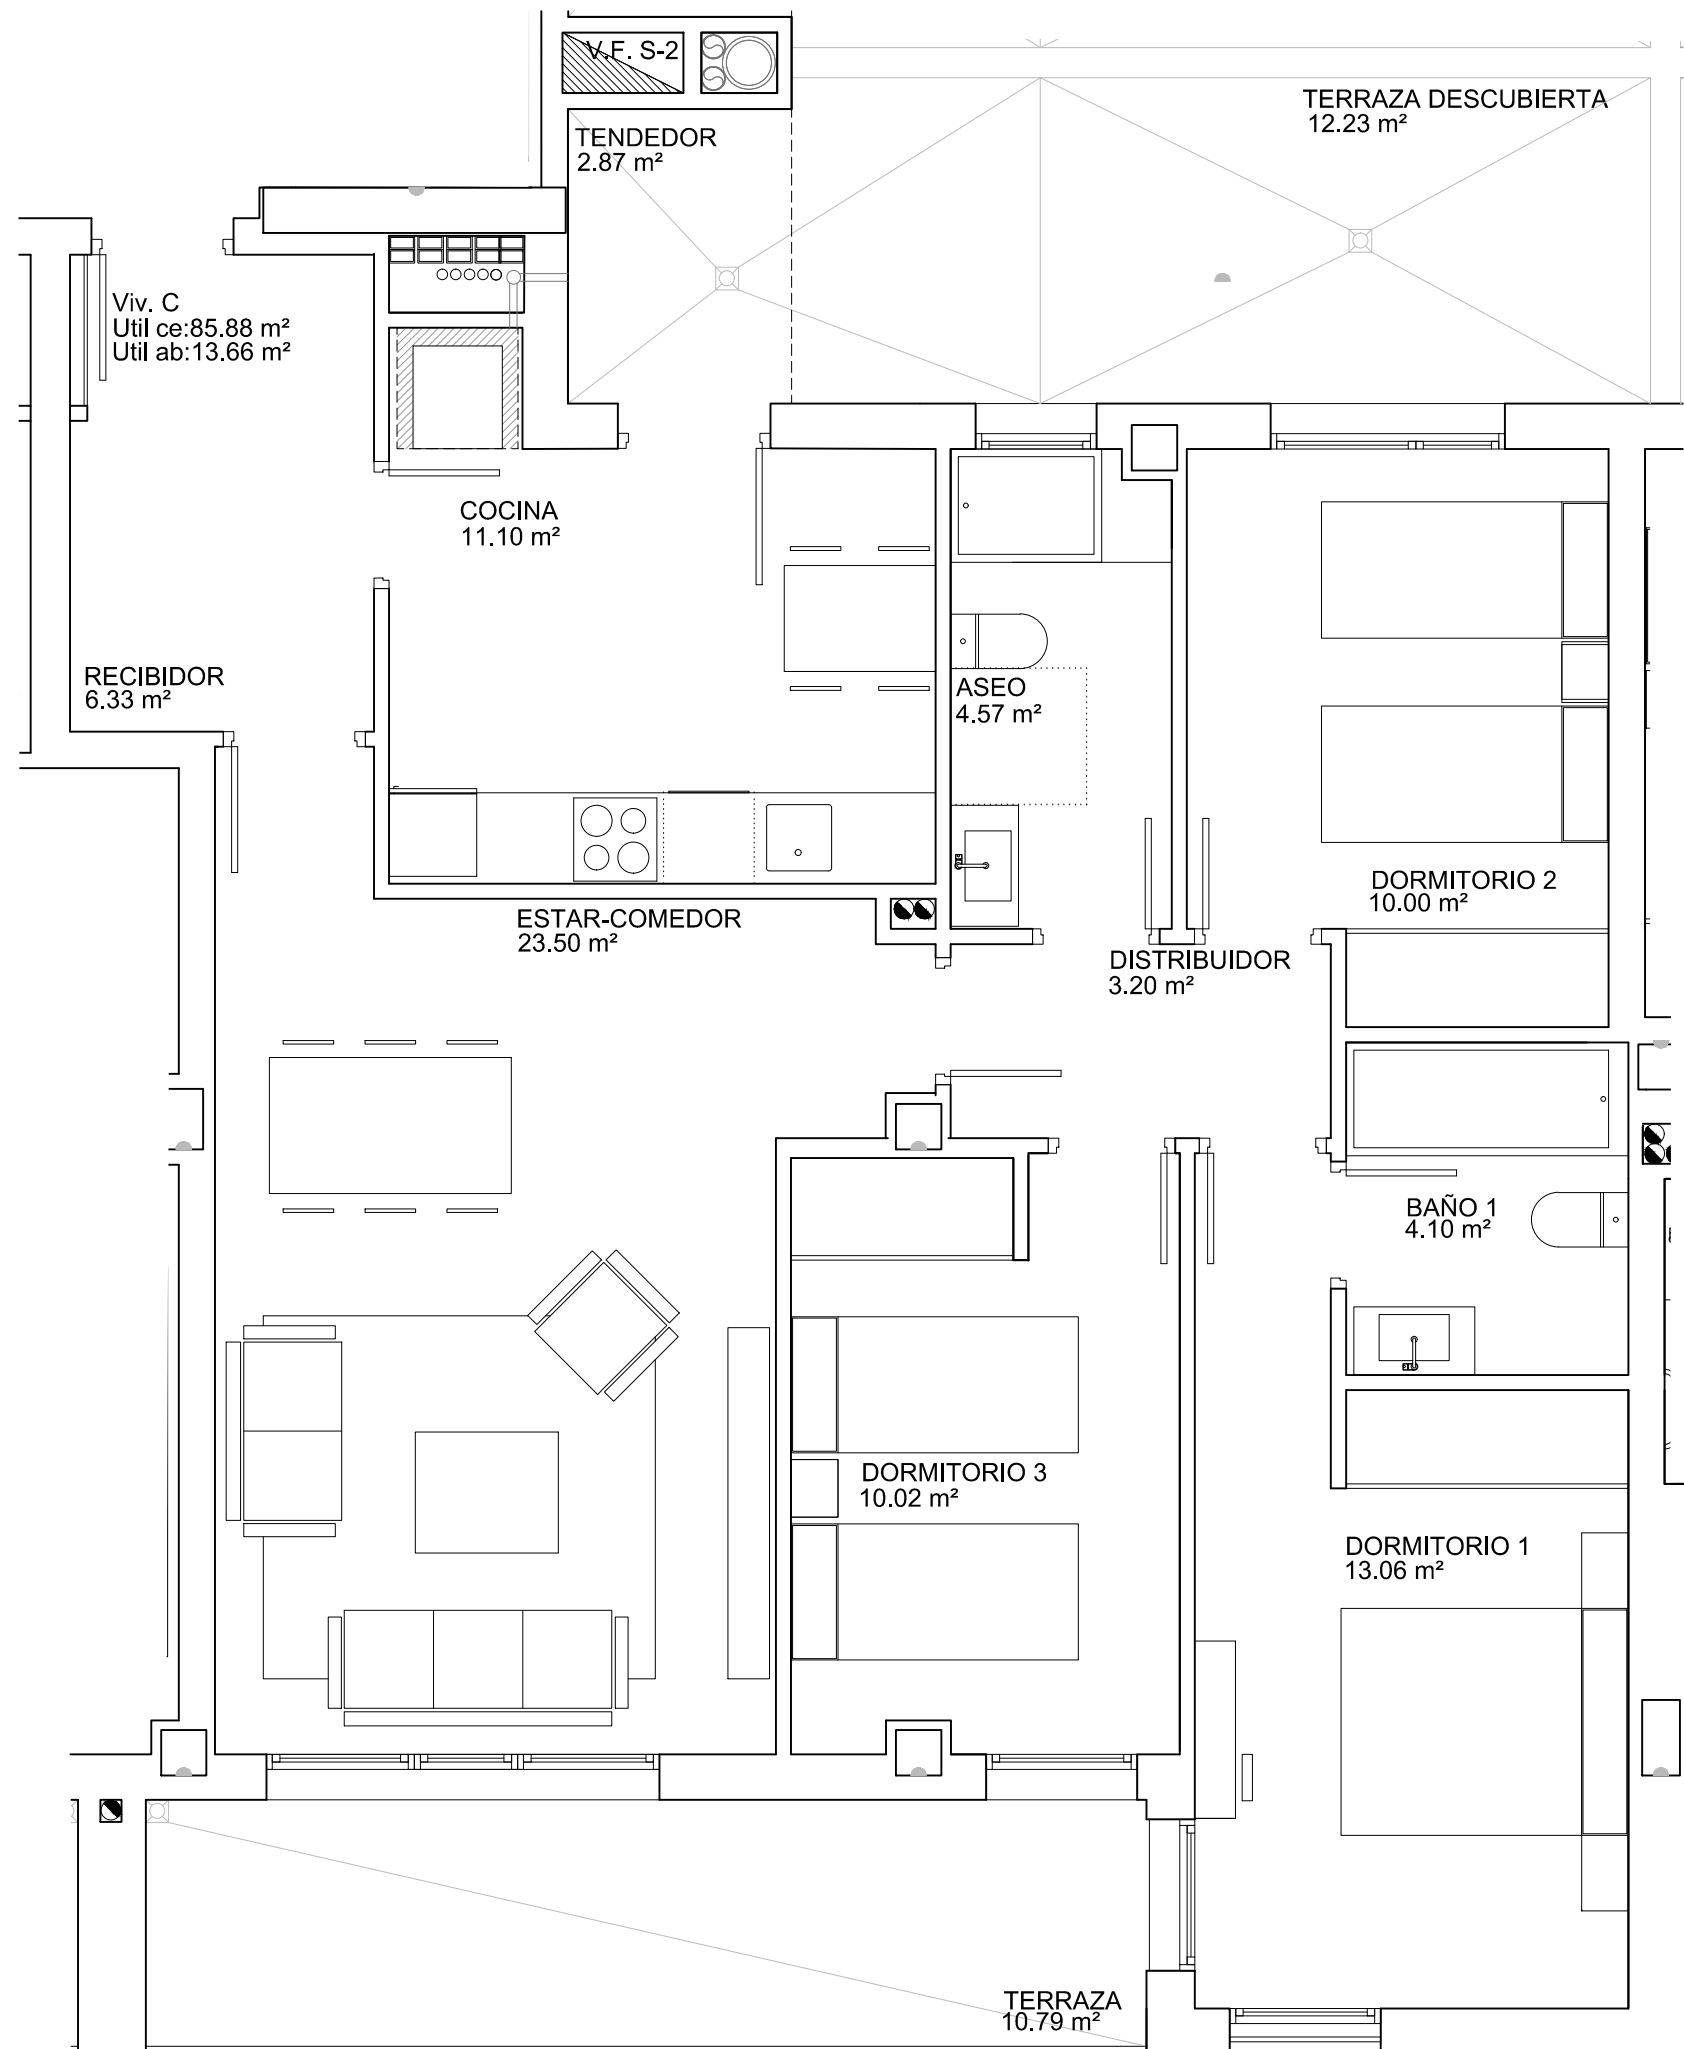 V.F. S-2
TERRAZA DESCUBIERTA
12.23 m²
TENDEDOR
2.87 m²
Viv. C
Util ce:85.88 m²
Util ab:13.66 m²
COCINA
11.10 m²
RECIBIDOR
6.33 m²
ASEO
4.57 m²
DORMITORIO 2
10.00 m²
ESTAR-COMEDOR
23.50 m²
DISTRIBUIDOR
3.20 m²
BAÑO 1
4.10 m²
DORMITORIO 3
10.02 m²
DORMITORIO 1
13.06 m²
TERRAZA
10.79 m²